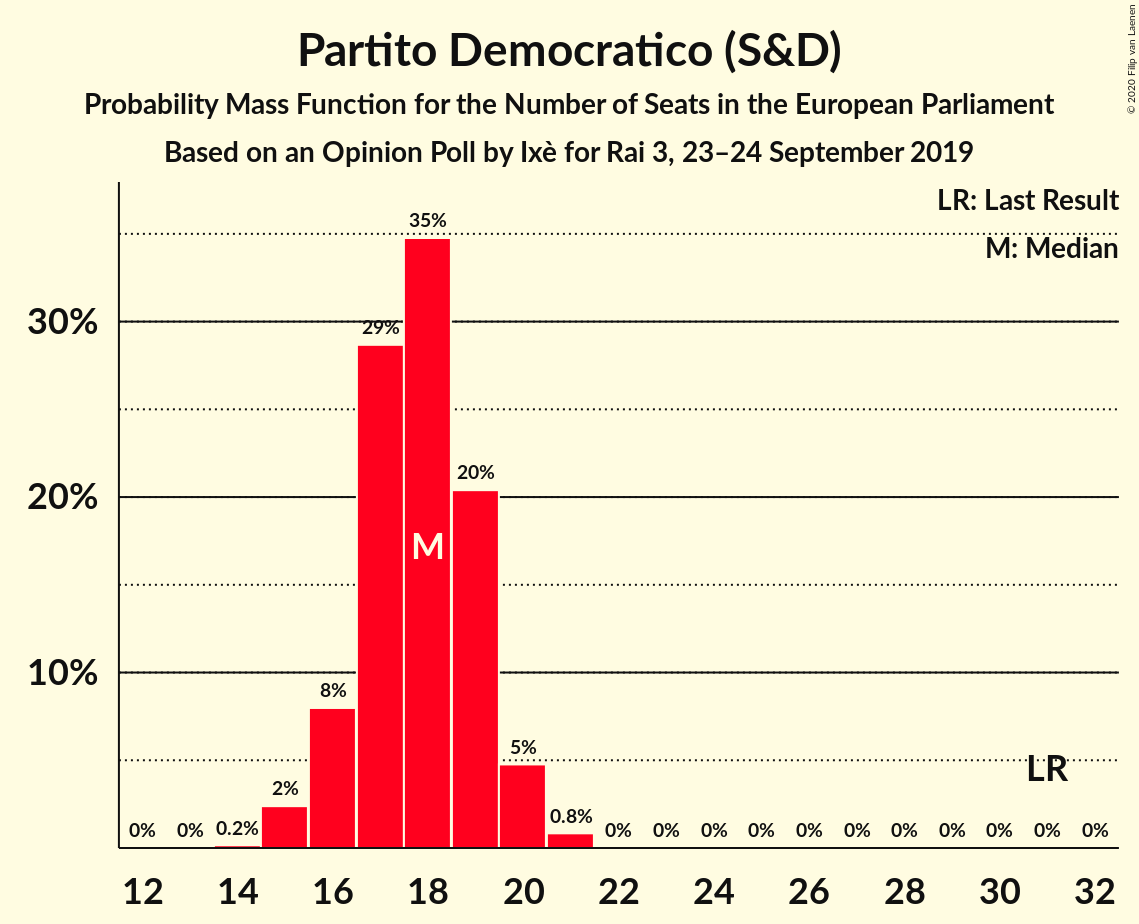 Partito Democratico (S&D)
Probability Mass Function for the Number of Seats in the European Parliament
Based on an Opinion Poll by Ixè for Rai 3, 23–24 September 2019
© 2020 Filip van Laenen
LR: Last Result
M: Median
30%
20%
10%
0% 0% 0.2% 2% 8% 29% 35% 20% 5% 0.8% 0% 0% 0% 0% 0% 0% 0% 0% 0% 0% 0%
M
LR
12 14 16 18 20 22 24 26 28 30 32